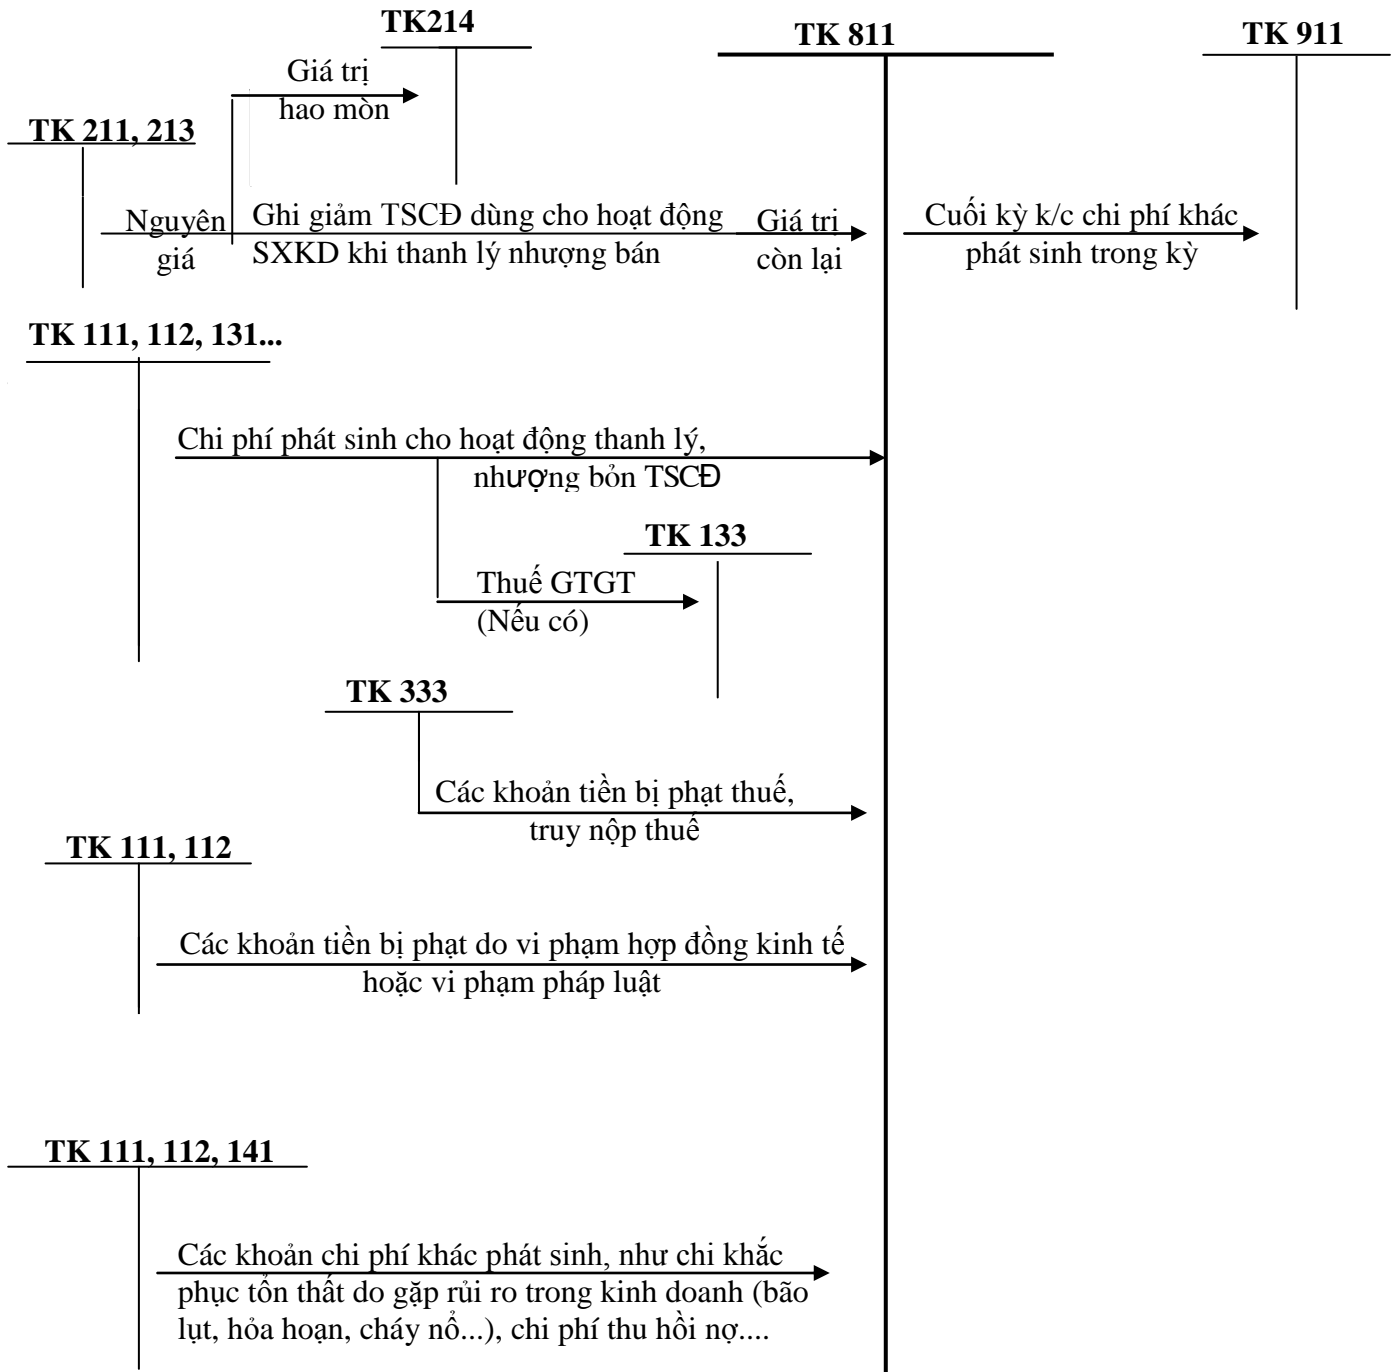 TK214
TK 811
TK 911
Giá trị
hao mòn
TK 211, 213
Nguyên
giá
Ghi giảm TSCĐ dùng cho hoạt động
SXKD khi thanh lý nhượng bán
Giá trị
còn lại
Cuối kỳ k/c chi phí khác
phát sinh trong kỳ
TK 111, 112, 131...
Chi phí phát sinh cho hoạt động thanh lý,
nhượng bỏn TSCĐ
TK 133
Thuế GTGT
(Nếu có)
TK 333
Các khoản tiền bị phạt thuế,
truy nộp thuế
TK 111, 112
Các khoản tiền bị phạt do vi phạm hợp đồng kinh tế
hoặc vi phạm pháp luật
TK 111, 112, 141
Các khoản chi phí khác phát sinh, như chi khắc
phục tổn thất do gặp rủi ro trong kinh doanh (bão
lụt, hỏa hoạn, cháy nổ...), chi phí thu hồi nợ....